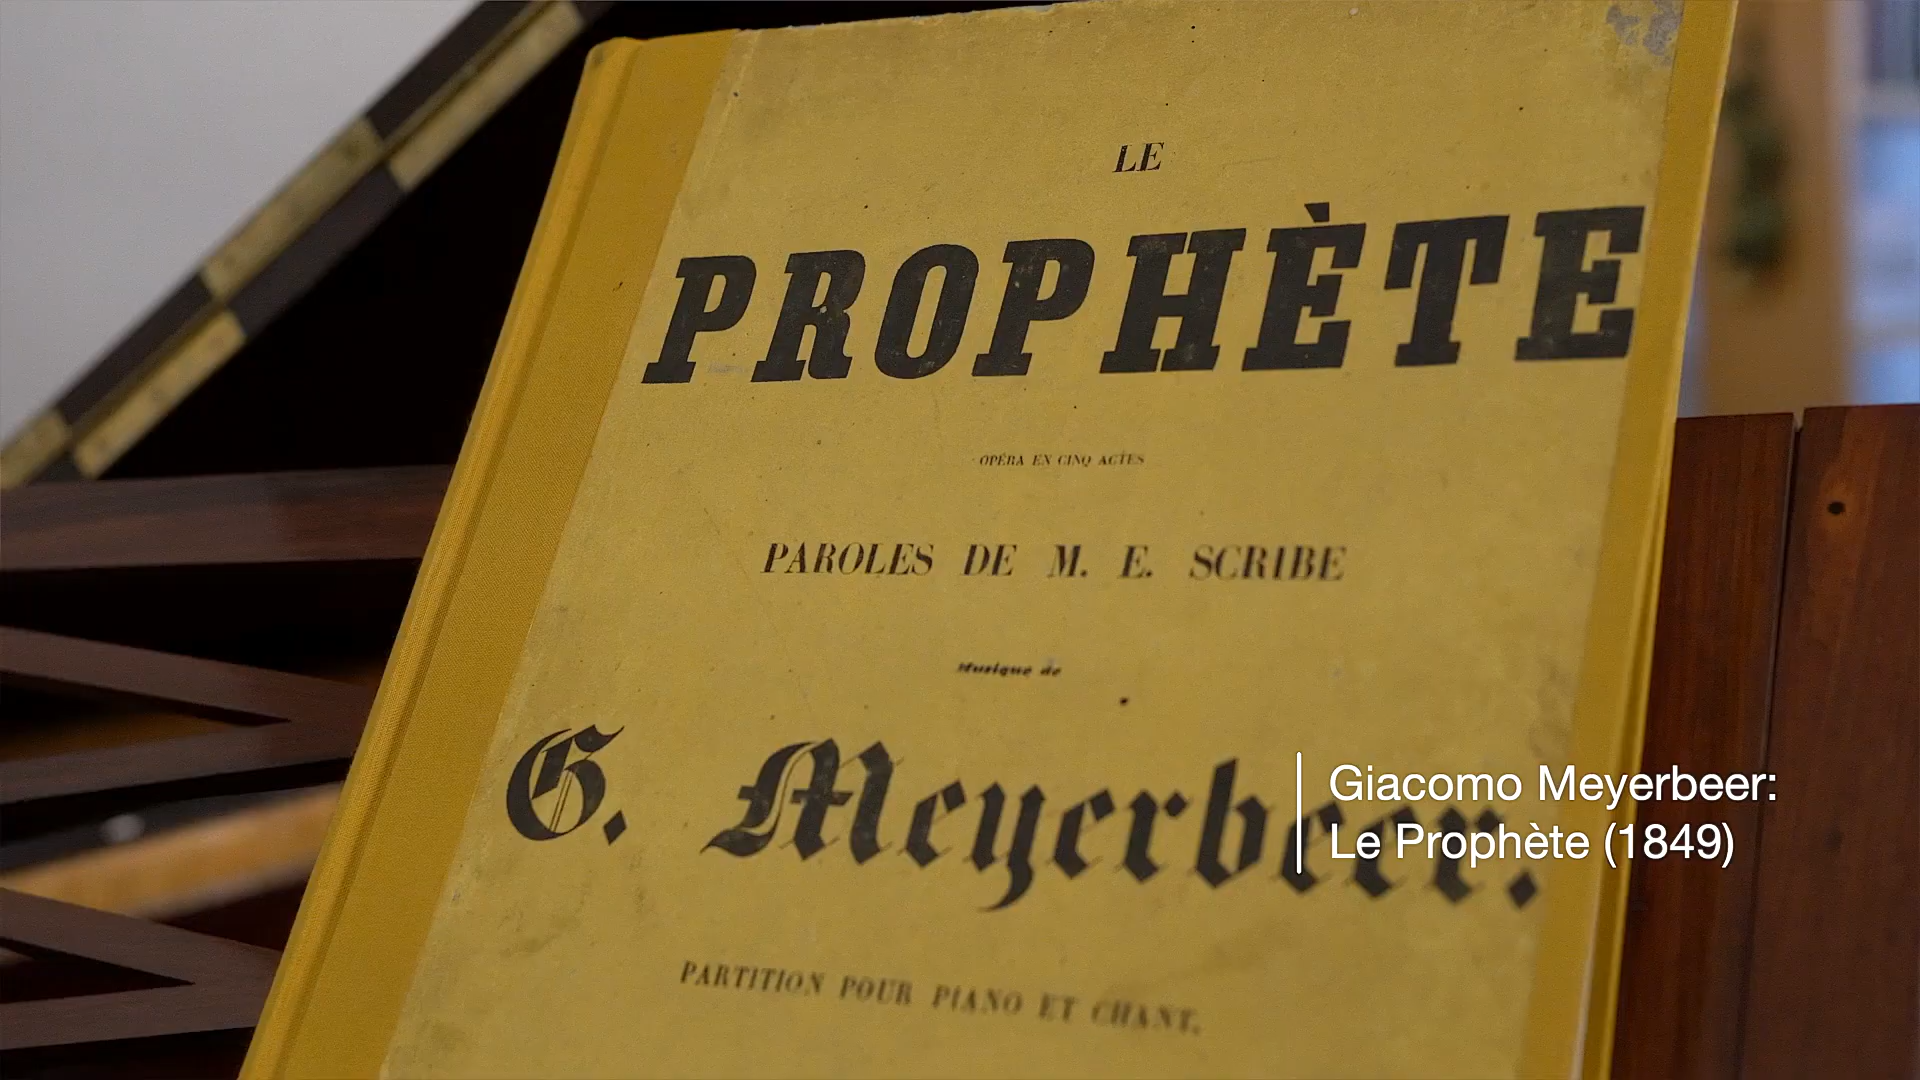 LE
PROPHÈTE
OPÉRA EN CINQ ACTES
PAROLES DE M. E. SCRIBE
Musique de
G. Meyerbeer.
PARTITION POUR PIANO ET CHANT.
Giacomo Meyerbeer:
Le Prophète (1849)